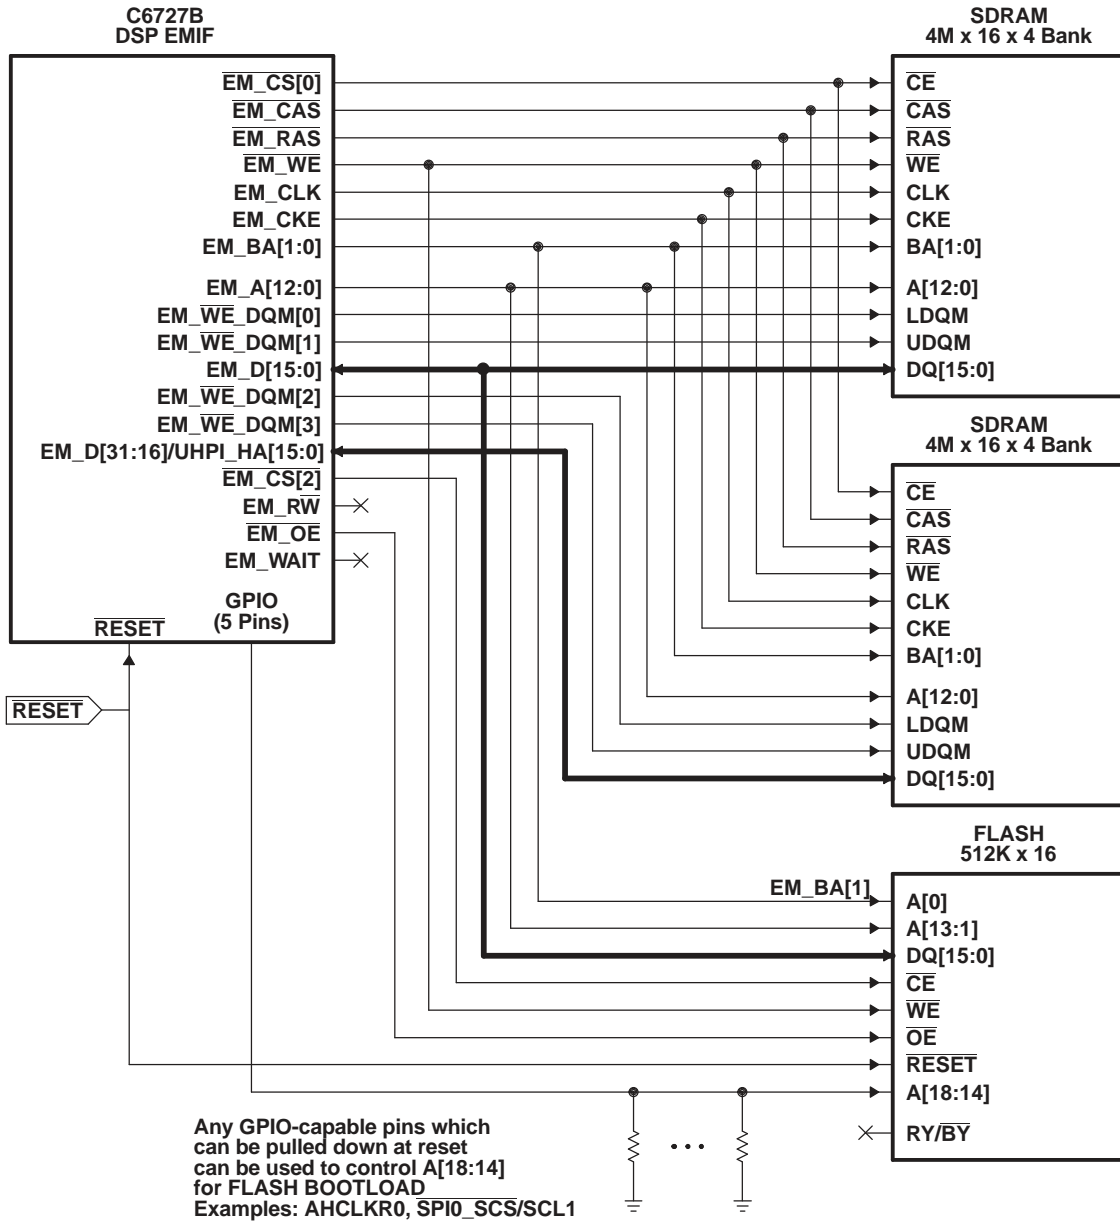 C6727B
DSP EMIF
EM_CS[0]
EM_CAS
EM_RAS
EM_WE
EM_CLK
EM_CKE
EM_BA[1:0]
EM_A[12:0]
EM_WE_DQM[0]
EM_WE_DQM[1]
EM_D[15:0]
EM_WE_DQM[2]
EM_WE_DQM[3]
EM_D[31:16]/UHPI_HA[15:0]
EM_CS[2]
EM_RW
EM_OE
EM_WAIT
GPIO
(5 Pins)
RESET
RESET
SDRAM
4M x 16 x 4 Bank
CE
CAS
RAS
WE
CLK
CKE
BA[1:0]
A[12:0]
LDQM
UDQM
DQ[15:0]
SDRAM
4M x 16 x 4 Bank
CE
CAS
RAS
WE
CLK
CKE
BA[1:0]
A[12:0]
LDQM
UDQM
DQ[15:0]
FLASH
512K x 16
EM_BA[1]
A[0]
A[13:1]
DQ[15:0]
CE
WE
OE
RESET
A[18:14]
RY/BY
Any GPIO-capable pins which
can be pulled down at reset
can be used to control A[18:14]
for FLASH BOOTLOAD
Examples: AHCLKR0, SPI0_SCS/SCL1